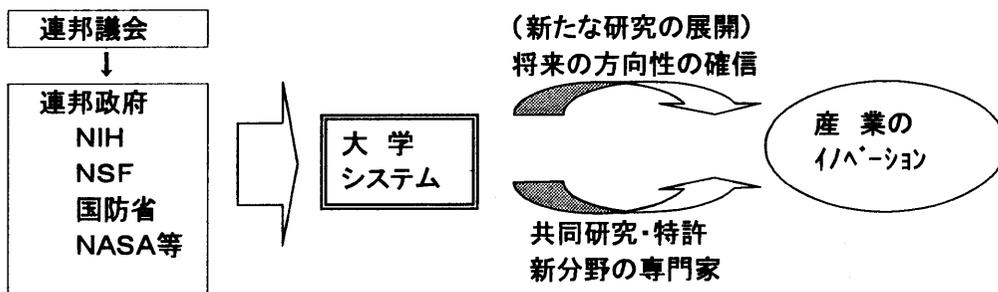 連邦議会
連邦政府
NIH
NSF
国防省
NASA等
大 学
システム
(新たな研究の展開)
将来の方向性の確信
共同研究・特許
新分野の専門家
産 業の
ｲﾉﾍﾞｰｼｮﾝ